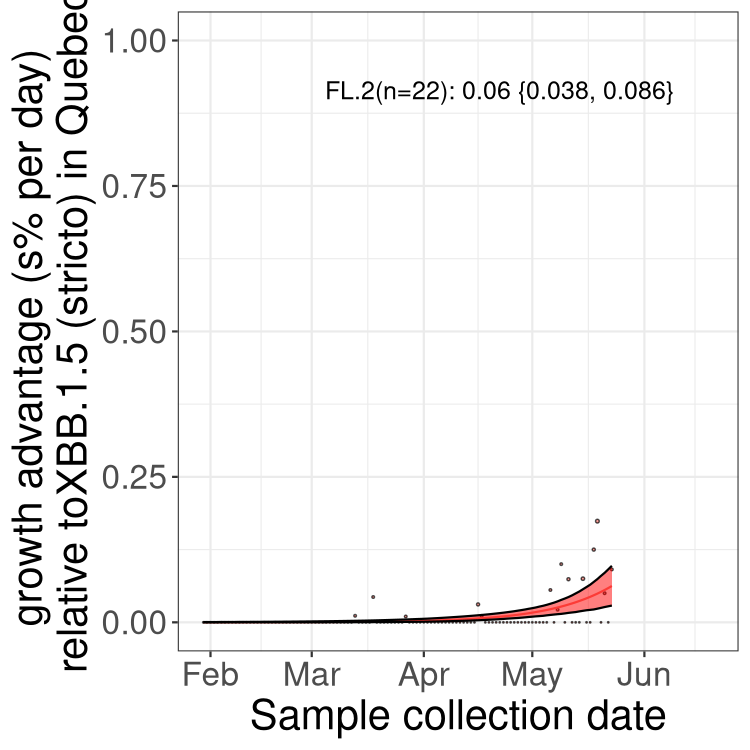 growth advantage (s% per day)
relative toXBB.1.5 (stricto) in Quebec
1.00
0.75
0.50
0.25
0.00
FL.2(n=22): 0.06 {0.038, 0.086}
Feb Mar Apr May Jun
Sample collection date